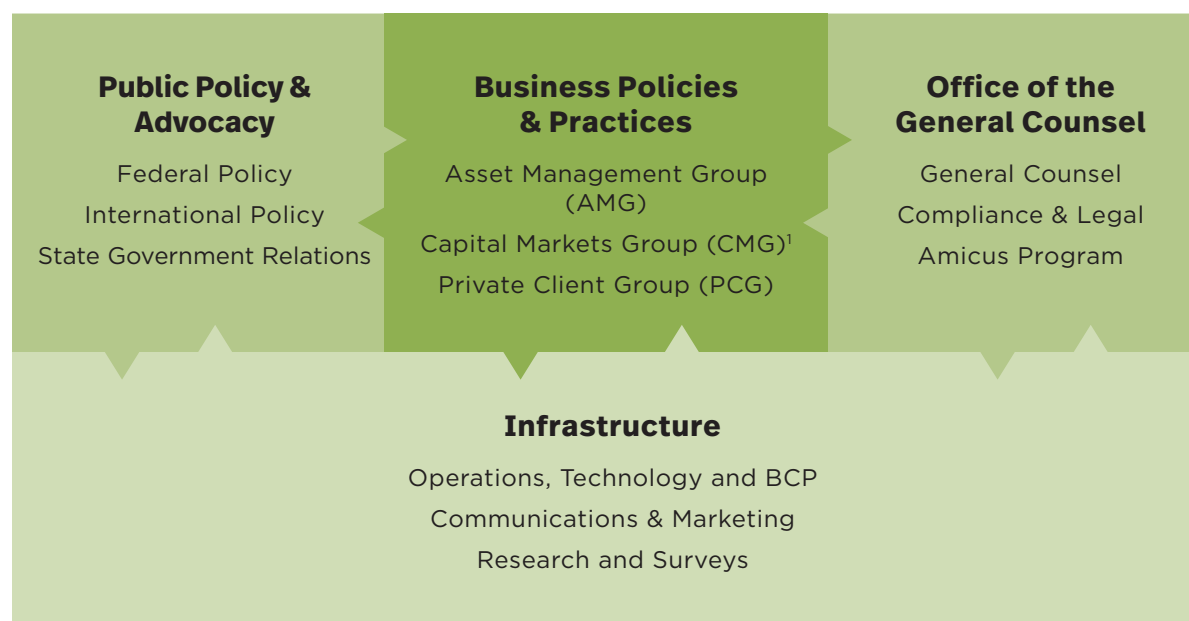 Public Policy &
Advocacy
Federal Policy
International Policy
State Government Relations
Business Policies
& Practices
Asset Management Group
(AMG)
Capital Markets Group (CMG)¹
Private Client Group (PCG)
Office of the
General Counsel
General Counsel
Compliance & Legal
Amicus Program
Infrastructure
Operations, Technology and BCP
Communications & Marketing
Research and Surveys